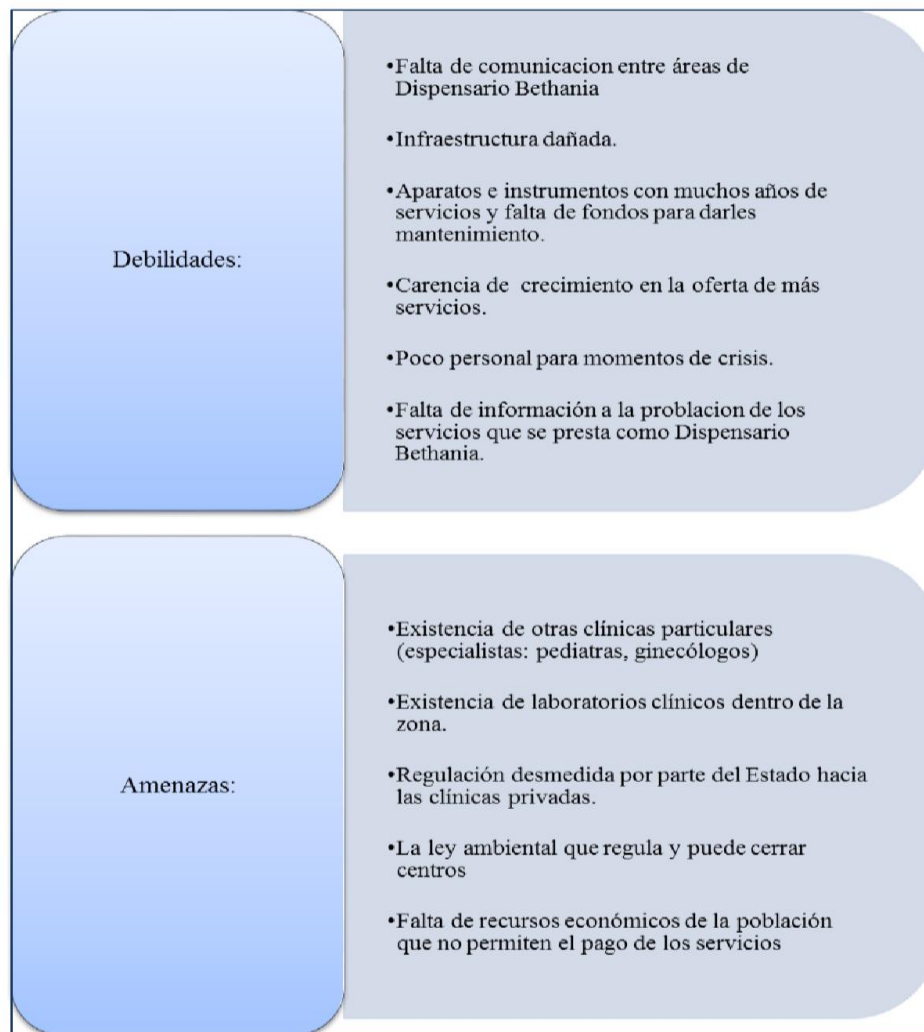 Debilidades:
•Falta de comunicacion entre áreas de
Dispensario Bethania
•Infraestructura dañada.
•Aparatos e instrumentos con muchos años de
servicios y falta de fondos para darles
mantenimiento.
•Carencia de crecimiento en la oferta de más
servicios.
•Poco personal para momentos de crisis.
•Falta de información a la problacion de los
servicios que se presta como Dispensario
Bethania.
Amenazas:
•Existencia de otras clínicas particulares
(especialistas: pediatras, ginecólogos)
•Existencia de laboratorios clínicos dentro de la
zona.
•Regulación desmedida por parte del Estado hacia
las clínicas privadas.
•La ley ambiental que regula y puede cerrar
centros
•Falta de recursos económicos de la población
que no permiten el pago de los servicios